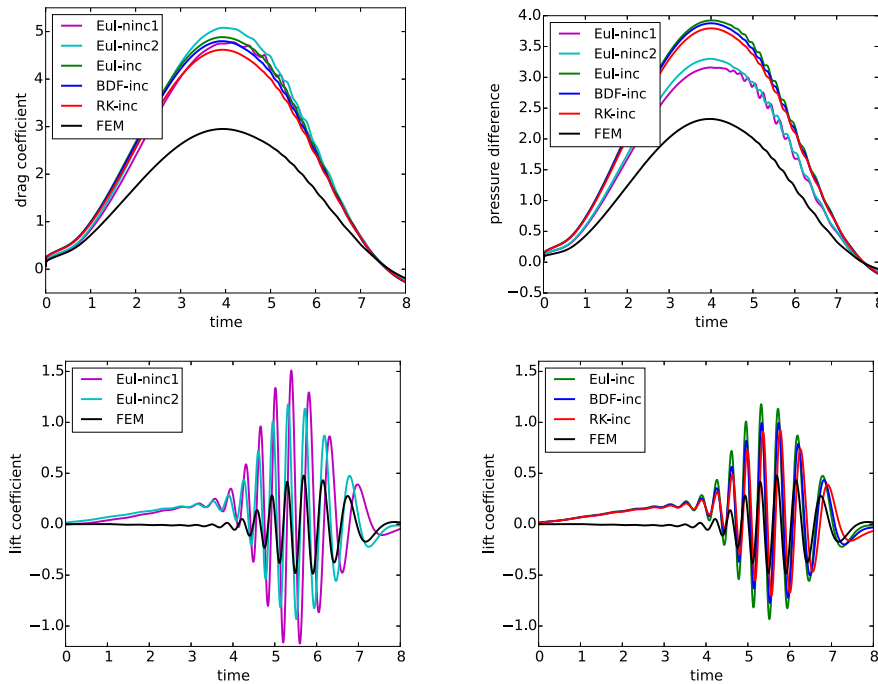 drag coefficient
5
4
3
2
1
0
Eul-ninc1
Eul-ninc2
Eul-inc
BDF-inc
RK-inc
FEM
0 1 2 3 4 5 6 7 8
time
pressure difference
4.0
3.5
3.0
2.5
2.0
1.5
1.0
0.5
0.0
−0.5
Eul-ninc1
Eul-ninc2
Eul-inc
BDF-inc
RK-inc
FEM
0 1 2 3 4 5 6 7 8
time
lift coefficient
1.5
1.0
0.5
0.0
−0.5
−1.0
Eul-ninc1
Eul-ninc2
FEM
0 1 2 3 4 5 6 7 8
time
lift coefficient
1.5
1.0
0.5
0.0
−0.5
−1.0
Eul-inc
BDF-inc
RK-inc
FEM
0 1 2 3 4 5 6 7 8
time